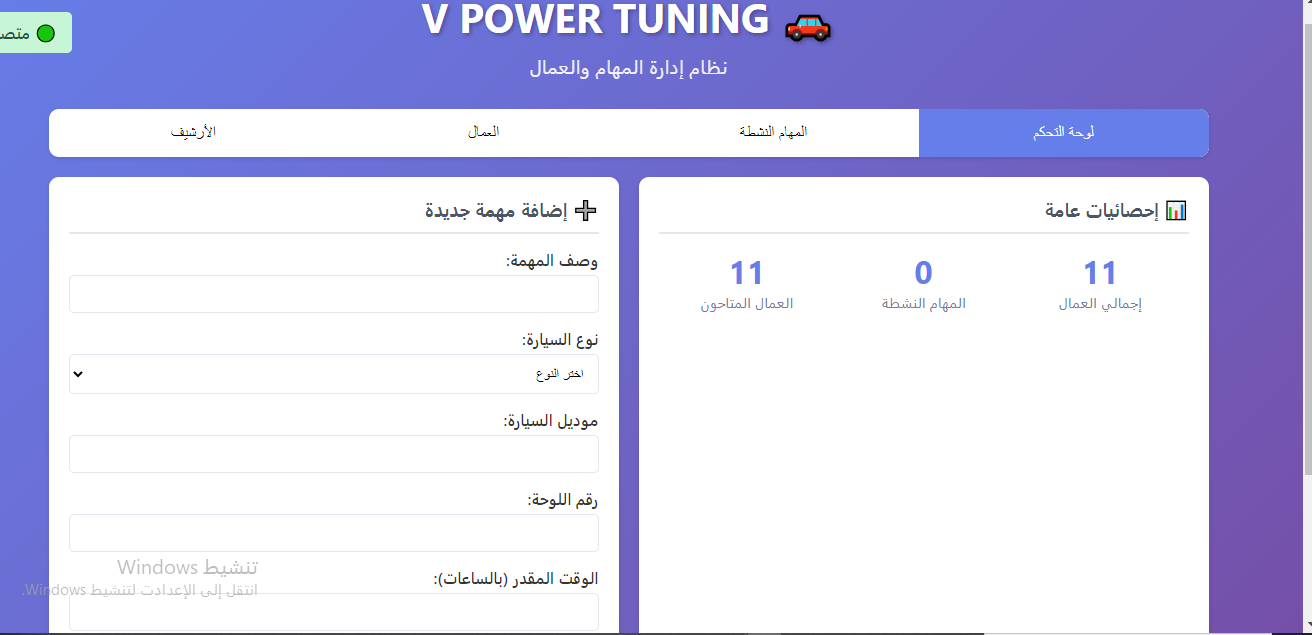 V POWER TUNING
نظام إدارة المهام والعمال
لوحة التحكم
المهام النشطة
العمال
الأرشيف
إحصائيات عامة
11
إجمالي العمال
0
المهام النشطة
11
العمال المتاحون
إضافة مهمة جديدة
وصف المهمة:
نوع السيارة:
اختر النوع
موديل السيارة:
رقم اللوحة:
الوقت المقدر (بالساعات):
تنشيط Windows
انتقل إلى الإعدادت لتنشيط Windows.